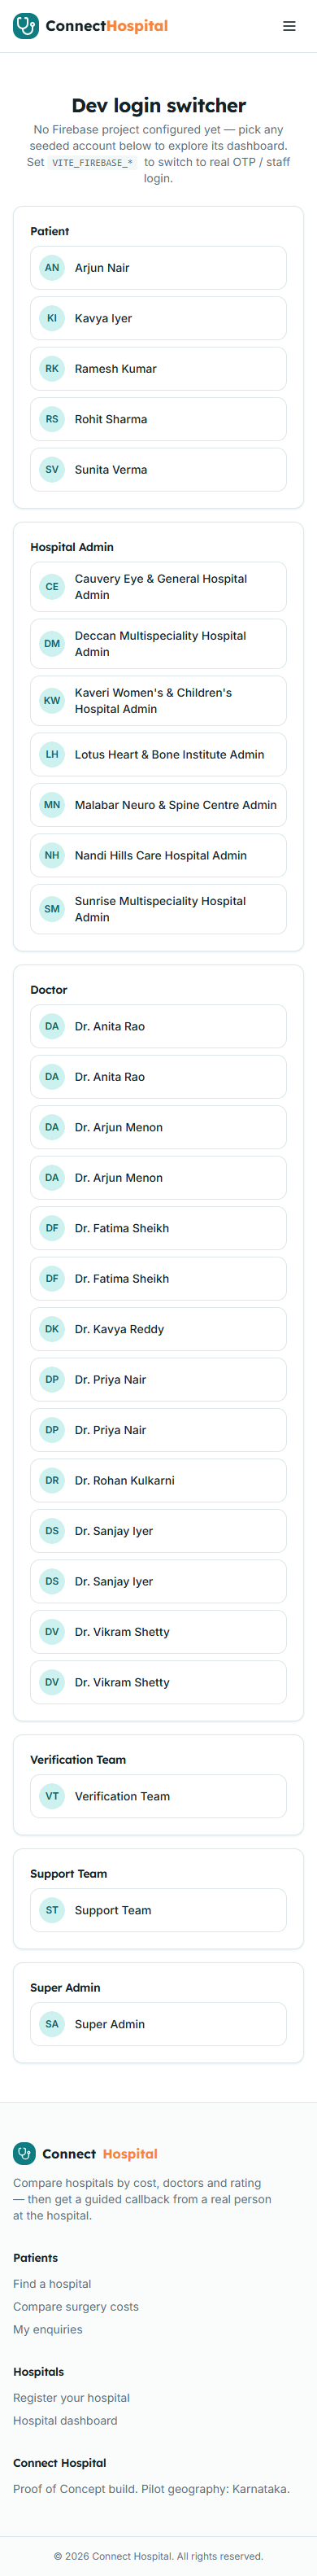 ConnectHospital
Dev login switcher
No Firebase project configured yet — pick any
seeded account below to explore its dashboard.
Set VITE_FIREBASE_* to switch to real OTP / staff
login.
Patient
AN Arjun Nair
KI Kavya Iyer
RK Ramesh Kumar
RS Rohit Sharma
SV Sunita Verma
Hospital Admin
CE Cauvery Eye & General Hospital
Admin
DM Deccan Multispeciality Hospital
Admin
KW Kaveri Women's & Children's
Hospital Admin
LH Lotus Heart & Bone Institute Admin
MN Malabar Neuro & Spine Centre Admin
NH Nandi Hills Care Hospital Admin
SM Sunrise Multispeciality Hospital
Admin
Doctor
DA Dr. Anita Rao
DA Dr. Anita Rao
DA Dr. Arjun Menon
DA Dr. Arjun Menon
DF Dr. Fatima Sheikh
DF Dr. Fatima Sheikh
DK Dr. Kavya Reddy
DP Dr. Priya Nair
DP Dr. Priya Nair
DR Dr. Rohan Kulkarni
DS Dr. Sanjay Iyer
DS Dr. Sanjay Iyer
DV Dr. Vikram Shetty
DV Dr. Vikram Shetty
Verification Team
VT Verification Team
Support Team
ST Support Team
Super Admin
SA Super Admin
Connect Hospital
Compare hospitals by cost, doctors and rating
— then get a guided callback from a real person
at the hospital.
Patients
Find a hospital
Compare surgery costs
My enquiries
Hospitals
Register your hospital
Hospital dashboard
Connect Hospital
Proof of Concept build. Pilot geography: Karnataka.
© 2026 Connect Hospital. All rights reserved.